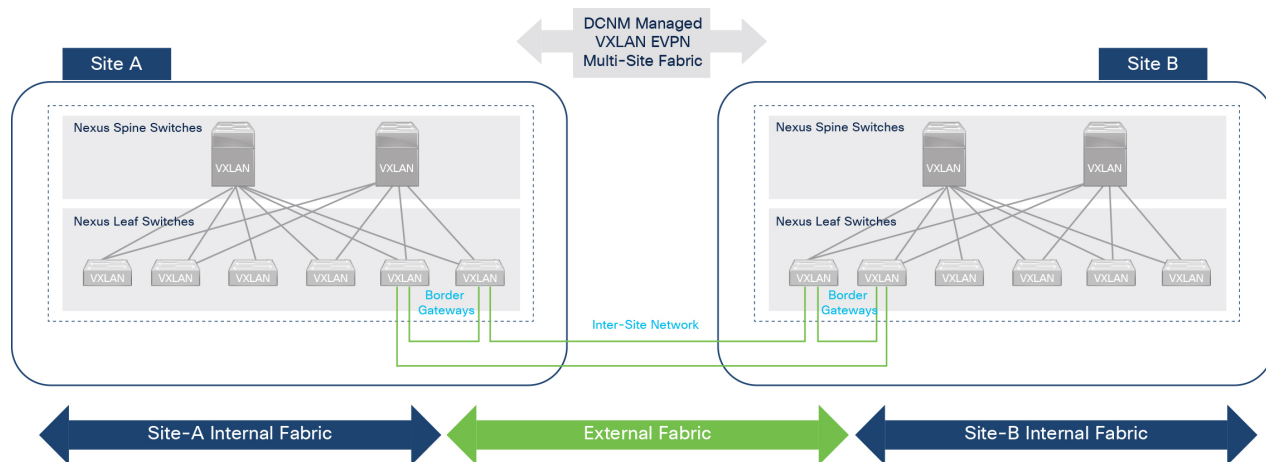 DCNM Managed
VXLAN EVPN
Multi-Site Fabric
Site A
Site B
Nexus Spine Switches
VXLAN
VXLAN
Nexus Spine Switches
VXLAN
VXLAN
Nexus Leaf Switches
VXLAN
VXLAN
VXLAN
VXLAN
VXLAN
VXLAN
Border
Gateways
Nexus Leaf Switches
VXLAN
VXLAN
VXLAN
VXLAN
VXLAN
VXLAN
Border
Gateways
Inter-Site Network
Site-A Internal Fabric
External Fabric
Site-B Internal Fabric